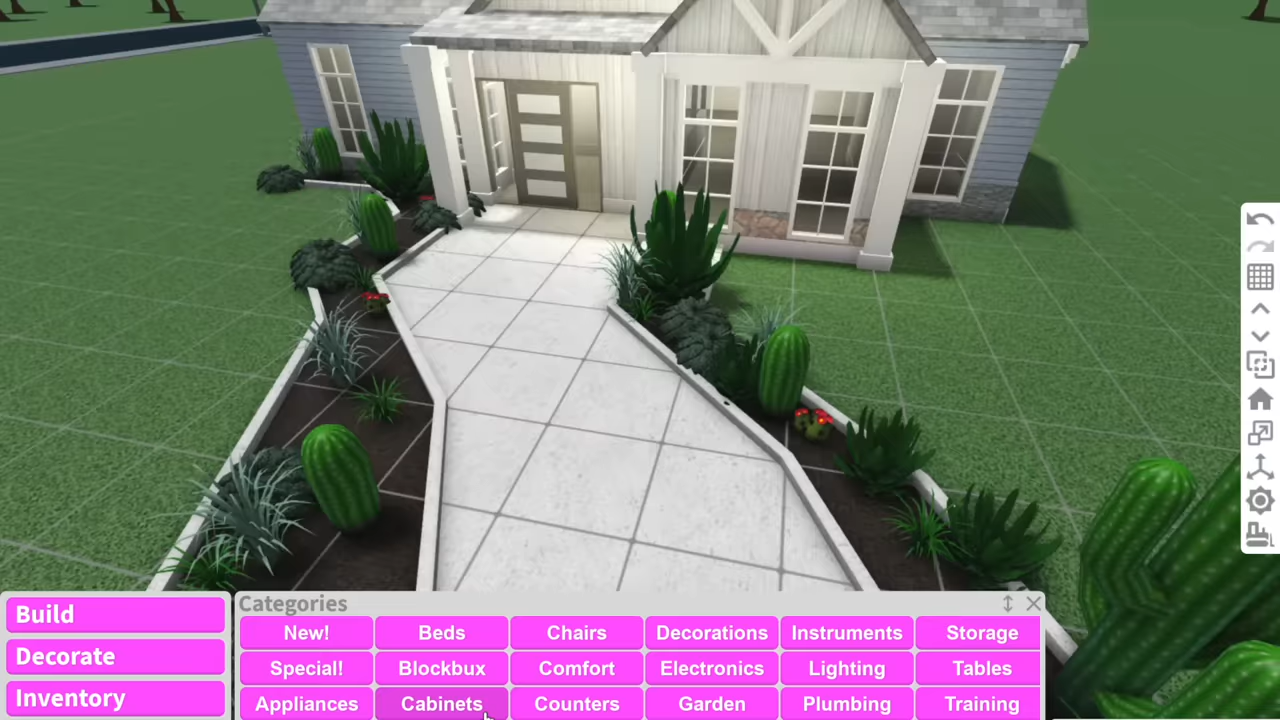 Build
Decorate
Inventory
Categories
New! Beds Chairs Decorations Instruments Storage
Special! Blockbux Comfort Electronics Lighting Tables
Appliances Cabinets Counters Garden Plumbing Training